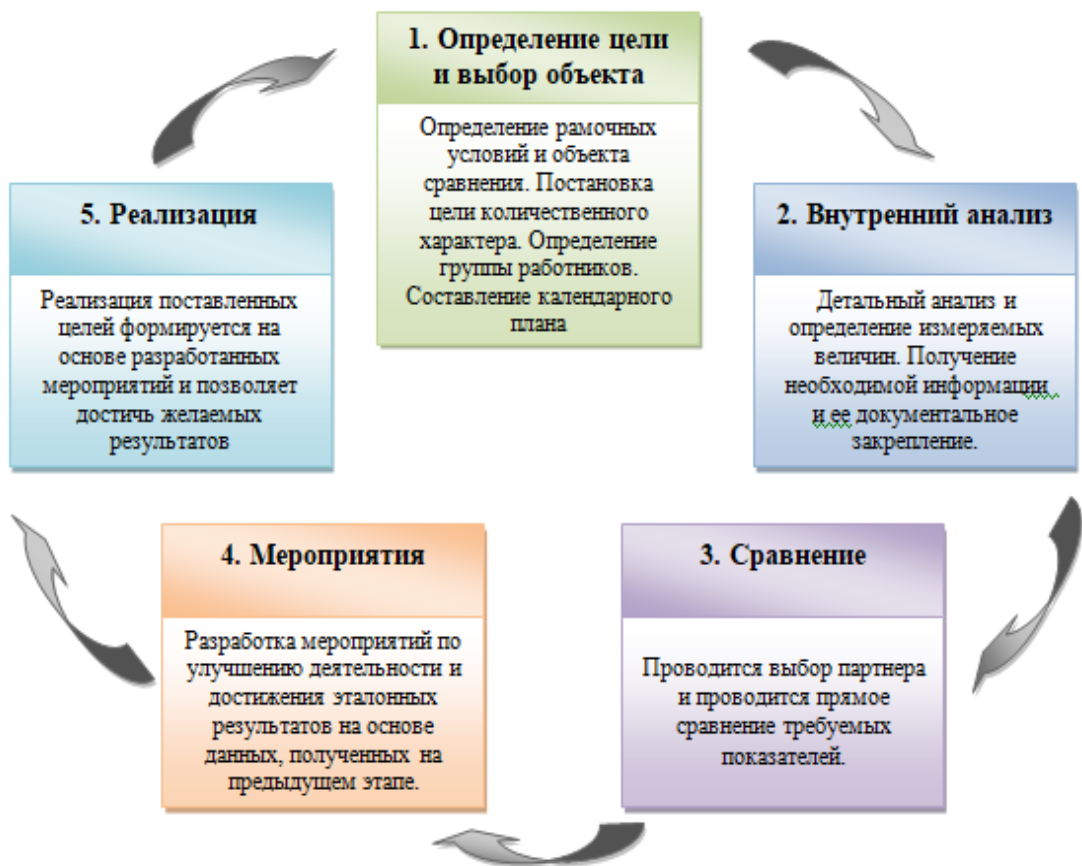 1. Определение цели
и выбор объекта
Определение рамочных
условий и объекта
сравнения. Постановка
цели количественного
характера. Определение
группы работников.
Составление календарного
плана
2. Внутренний анализ
Детальный анализ и
определение измеряемых
величин. Получение
необходимой информации
и ее документальное
закрепление.
3. Сравнение
Проводится выбор партнера
и проводится прямое
сравнение требуемых
показателей.
4. Мероприятия
Разработка мероприятий по
улучшению деятельности и
достижения эталонных
результатов на основе
данных, полученных на
предыдущем этапе.
5. Реализация
Реализация поставленных
целей формируется на
основе разработанных
мероприятий и позволяет
достичь желаемых
результатов